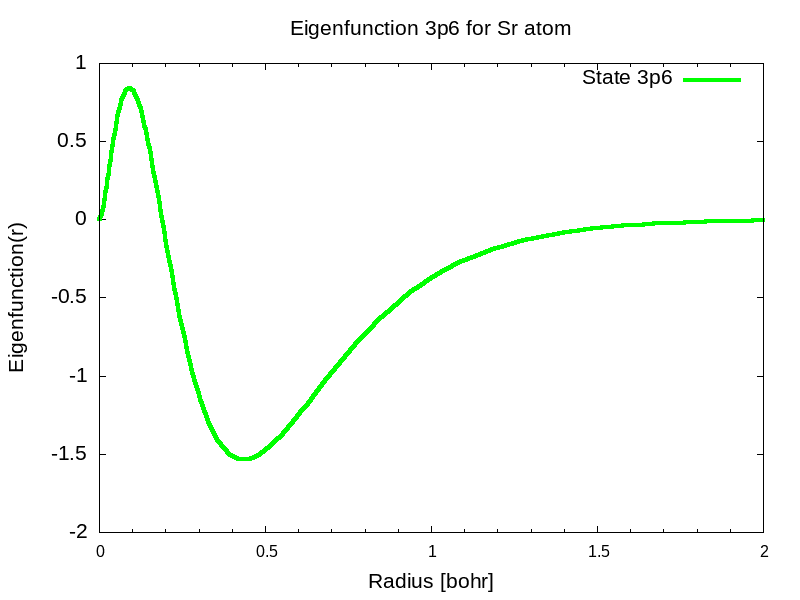 Eigenfunction 3p6 for Sr atom
State 3p6
1
0.5
0
-0.5
-1
-1.5
-2
Eigenfunction(r)
0 0.5 1 1.5 2
Radius [bohr]